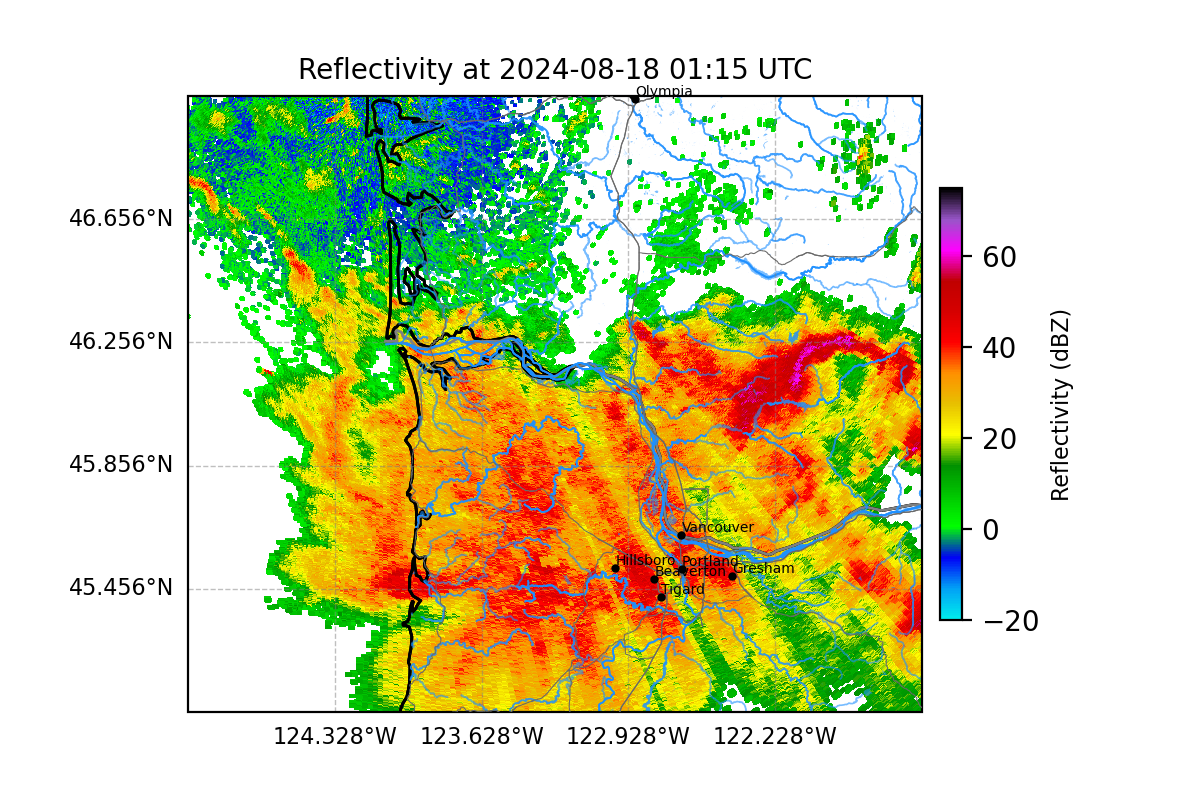 Reflectivity at 2024-08-18 01:15 UTC
Olympia
46.656°N
46.256°N
45.856°N
45.456°N
Vancouver
Hillsboro
Portland
Beaverton
Gresham
Tigard
124.328°W
123.628°W
122.928°W
122.228°W
60
40
20
0
−20
Reflectivity (dBZ)